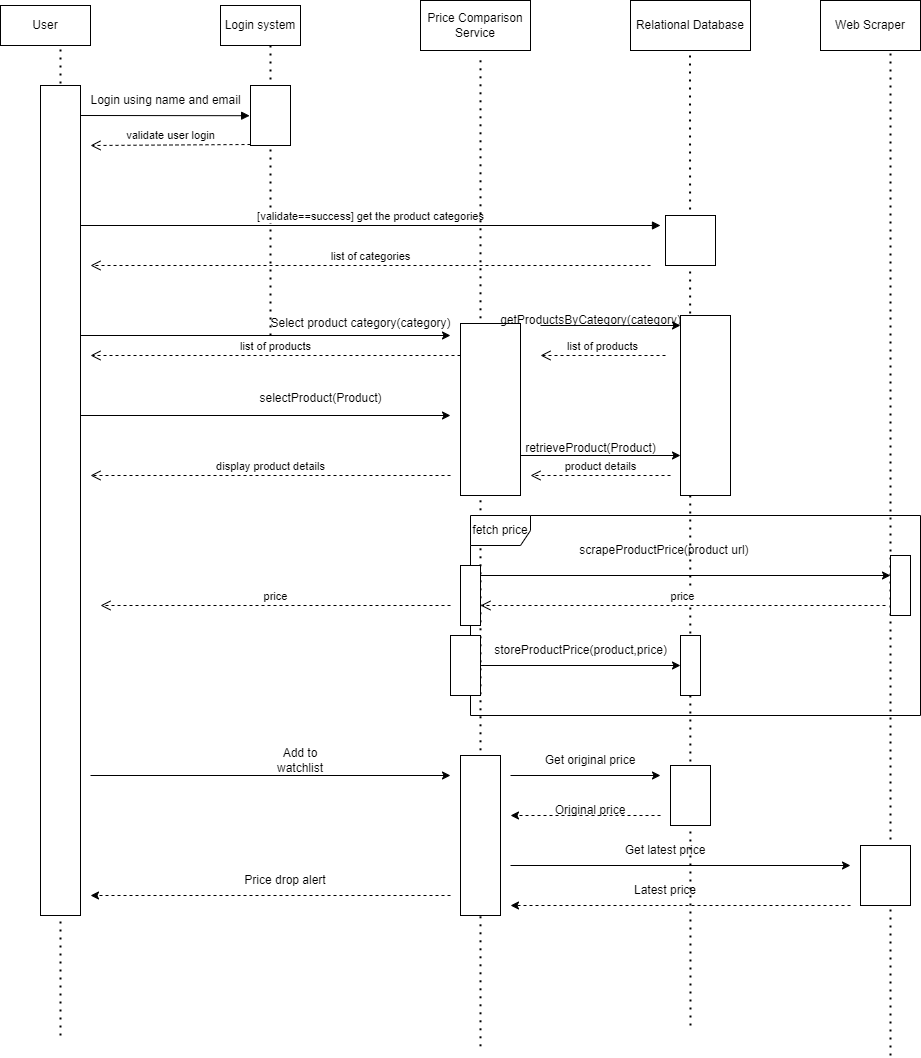 User
Login system
Price Comparison
Service
Relational Database
Web Scraper
Login using name and email
validate user login
[validate==success] get the product categories
list of categories
Select product category(category)
getProductsByCategory(category)
list of products
list of products
selectProduct(Product)
retrieveProduct(Product)
display product details
product details
fetch price
scrapeProductPrice(product url)
price
price
storeProductPrice(product,price)
Add to
watchlist
Get original price
Original price
Get latest price
Price drop alert
Latest price